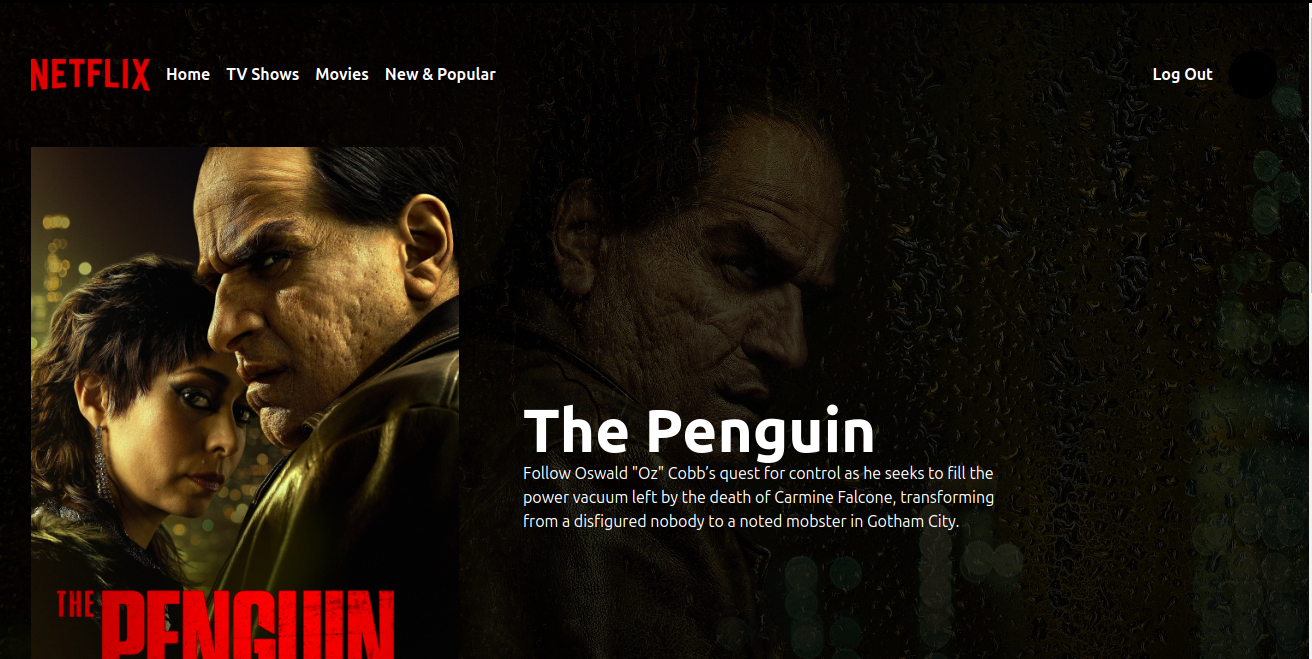 NETFLIX Home TV Shows Movies New & Popular Log Out
The Penguin
Follow Oswald "Oz" Cobb’s quest for control as he seeks to fill the
power vacuum left by the death of Carmine Falcone, transforming
from a disfigured nobody to a noted mobster in Gotham City.
THE PENGUIN